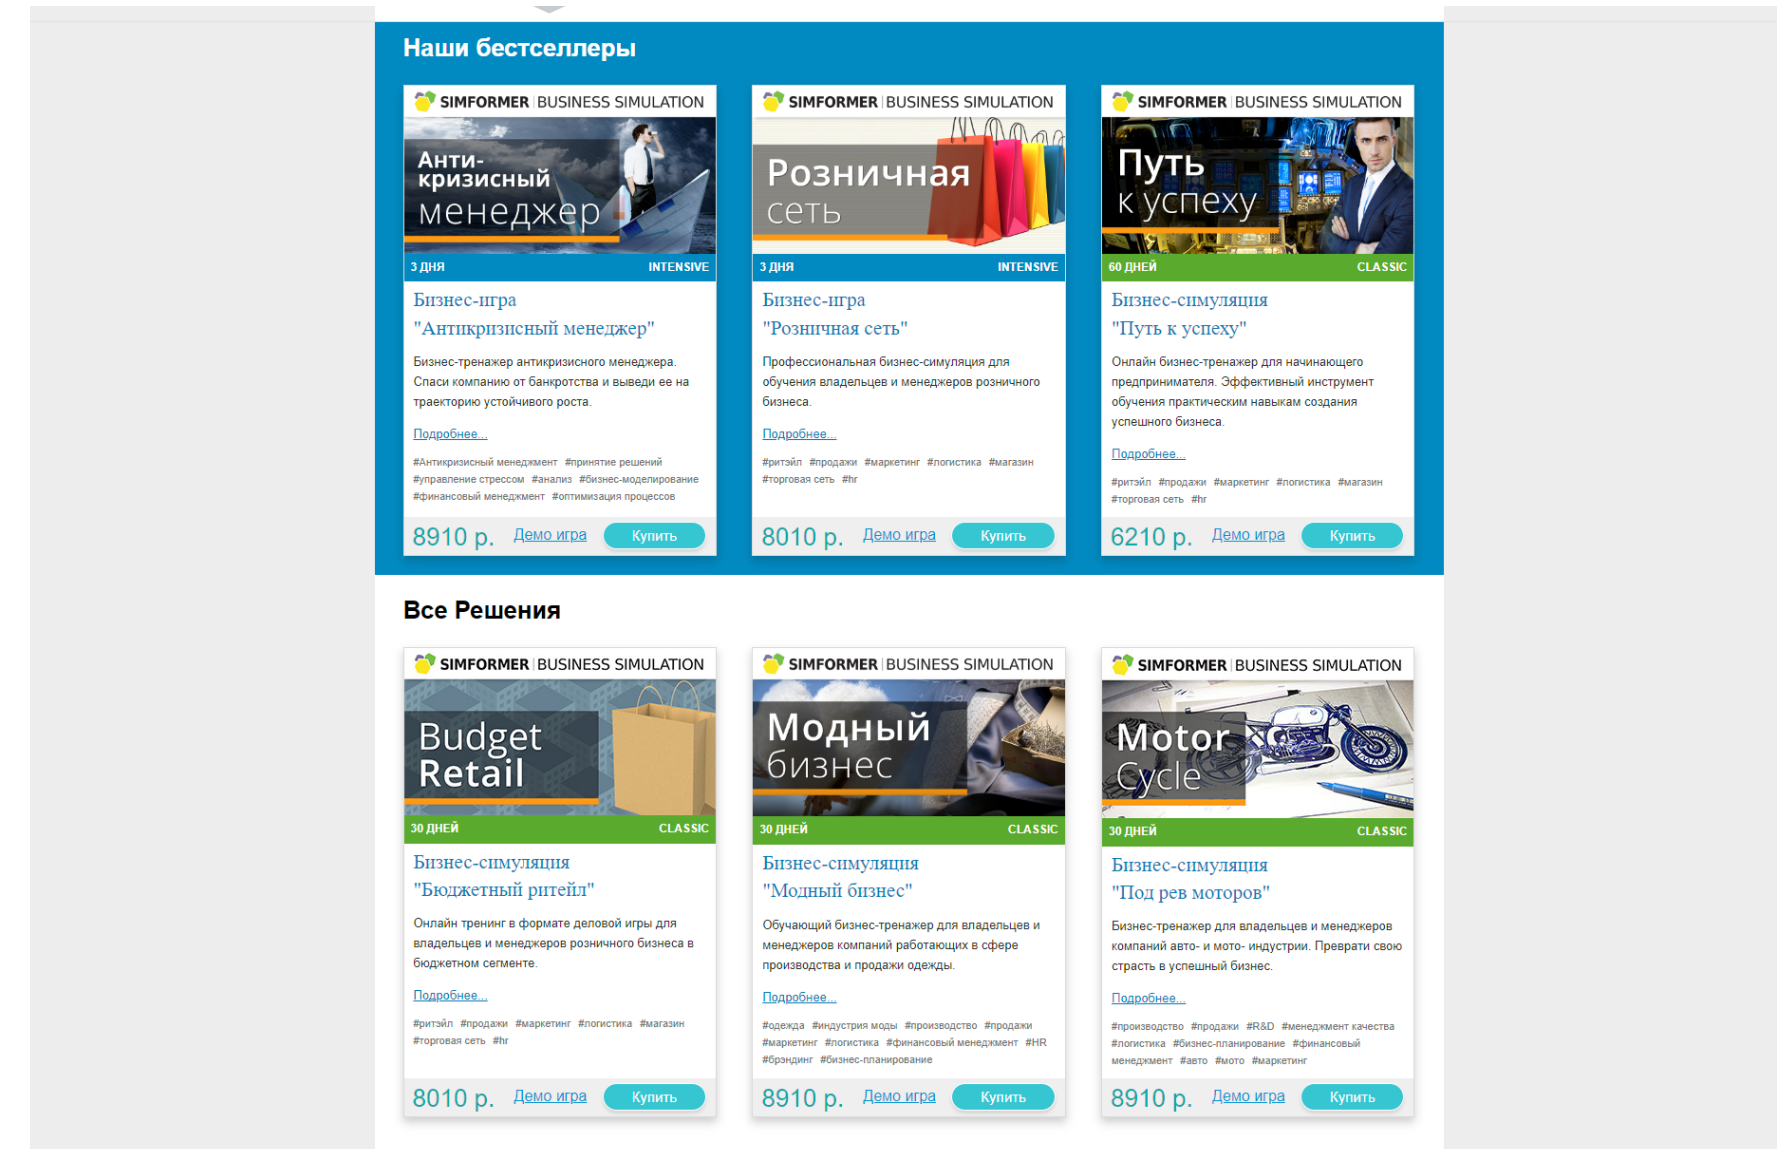 Наши бестселлеры
SIMFORMER BUSINESS SIMULATION
Анти-
кризисный
менеджер
3 ДНЯ INTENSIVE
Бизнес-игра
"Антикризисный менеджер"
Бизнес-тренажер антикризисного менеджера.
Спаси компанию от банкротства и выведи ее на
траекторию устойчивого роста.
Подробнее...
#Антикризисный менеджмент #принятие решений
#управление стрессом #анализ #бизнес-моделирование
#финансовый менеджмент #оптимизация процессов
8910 р. Демо игра Купить
SIMFORMER BUSINESS SIMULATION
Розничная
сеть
3 ДНЯ INTENSIVE
Бизнес-игра
"Розничная сеть"
Профессиональная бизнес-симуляция для
обучения владельцев и менеджеров розничного
бизнеса.
Подробнее...
#ритэйл #продажи #маркетинг #логистика #магазин
#торговая сеть #hr
8010 р. Демо игра Купить
SIMFORMER BUSINESS SIMULATION
Путь
к успеху
60 ДНЕЙ CLASSIC
Бизнес-симуляция
"Путь к успеху"
Онлайн бизнес-тренажер для начинающего
предпринимателя. Эффективный инструмент
обучения практическим навыкам создания
успешного бизнеса.
Подробнее...
#ритэйл #продажи #маркетинг #логистика #магазин
#торговая сеть #hr
6210 р. Демо игра Купить
Все Решения
SIMFORMER BUSINESS SIMULATION
Budget
Retail
30 ДНЕЙ CLASSIC
Бизнес-симуляция
"Бюджетный ритейл"
Онлайн тренинг в формате деловой игры для
владельцев и менеджеров розничного бизнеса в
бюджетном сегменте.
Подробнее...
#ритэйл #продажи #маркетинг #логистика #магазин
#торговая сеть #hr
8010 р. Демо игра Купить
SIMFORMER BUSINESS SIMULATION
Модный
бизнес
30 ДНЕЙ CLASSIC
Бизнес-симуляция
"Модный бизнес"
Обучающий бизнес-тренажер для владельцев и
менеджеров компаний работающих в сфере
производства и продажи одежды.
Подробнее...
#одежда #индустрия моды #производство #продажи
#маркетинг #логистика #финансовый менеджмент #HR
#брэндинг #бизнес-планирование
8910 р. Демо игра Купить
SIMFORMER BUSINESS SIMULATION
Motor
Cycle
30 ДНЕЙ CLASSIC
Бизнес-симуляция
"Под рев моторов"
Бизнес-тренажер для владельцев и менеджеров
компаний авто- и мото- индустрии. Преврати свою
страсть в успешный бизнес.
Подробнее...
#производство #продажи #R&D #менеджмент качества
#логистика #бизнес-планирование #финансовый
менеджмент #авто #мото #маркетинг
8910 р. Демо игра Купить